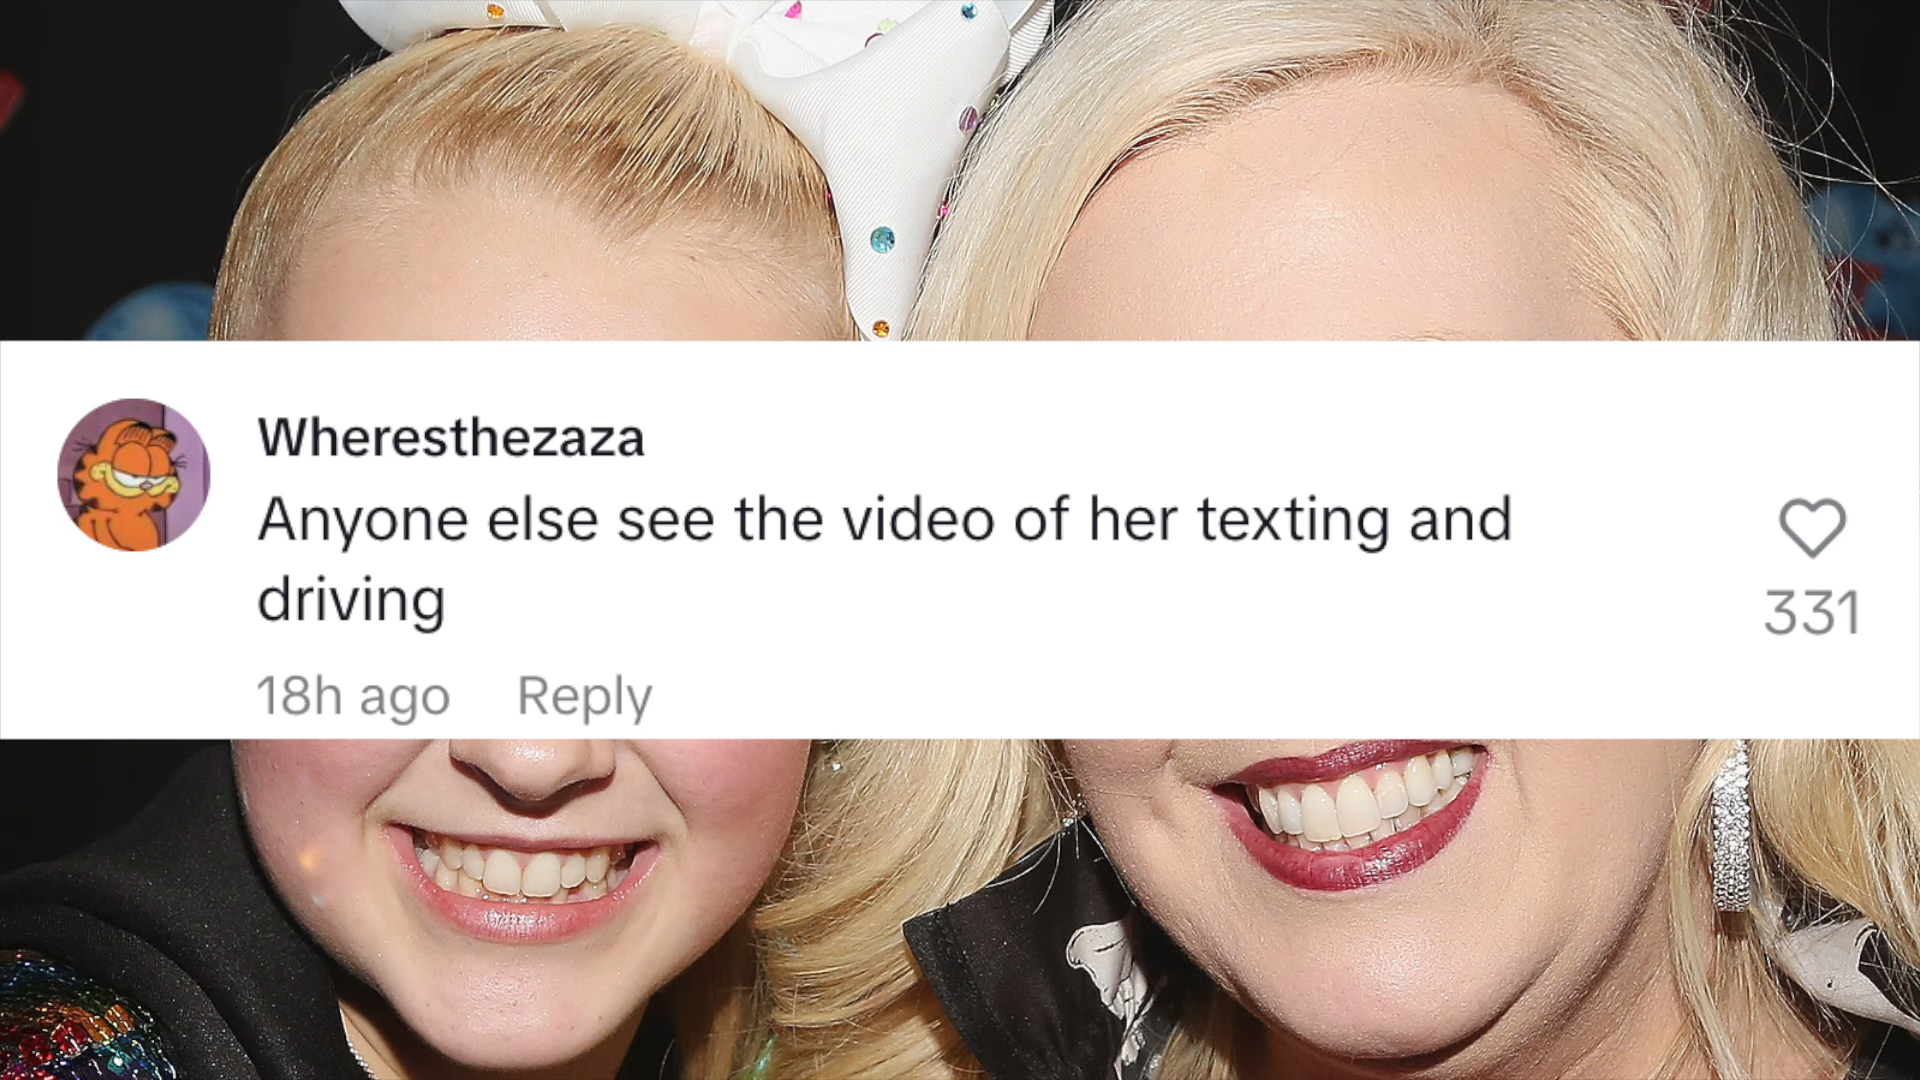 Wheresthezaza
Anyone else see the video of her texting and
driving
331
18h ago Reply